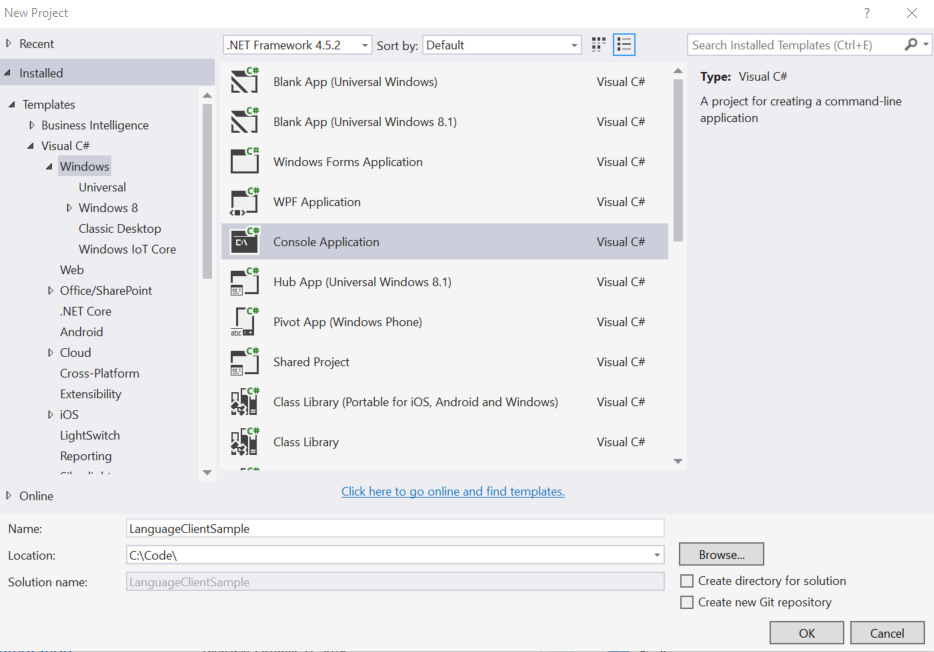 New Project
?
Recent
.NET Framework 4.5.2
Sort by:
Default
Search Installed Templates (Ctrl+E)
Installed
Templates
Business Intelligence
Visual C#
Windows
Universal
Windows 8
Classic Desktop
Windows IoT Core
Web
Office/SharePoint
.NET Core
Android
Cloud
Cross-Platform
Extensibility
iOS
LightSwitch
Reporting
Online
Blank App (Universal Windows) Visual C#
Blank App (Universal Windows 8.1) Visual C#
Windows Forms Application Visual C#
WPF Application Visual C#
Console Application Visual C#
Hub App (Universal Windows 8.1) Visual C#
Pivot App (Windows Phone) Visual C#
Shared Project Visual C#
Class Library (Portable for iOS, Android and Windows) Visual C#
Class Library Visual C#
Click here to go online and find templates.
Type: Visual C#
A project for creating a command-line
application
Name: LanguageClientSample
Location: C:\Code\
Browse...
Solution name: LanguageClientSample
Create directory for solution
Create new Git repository
OK
Cancel